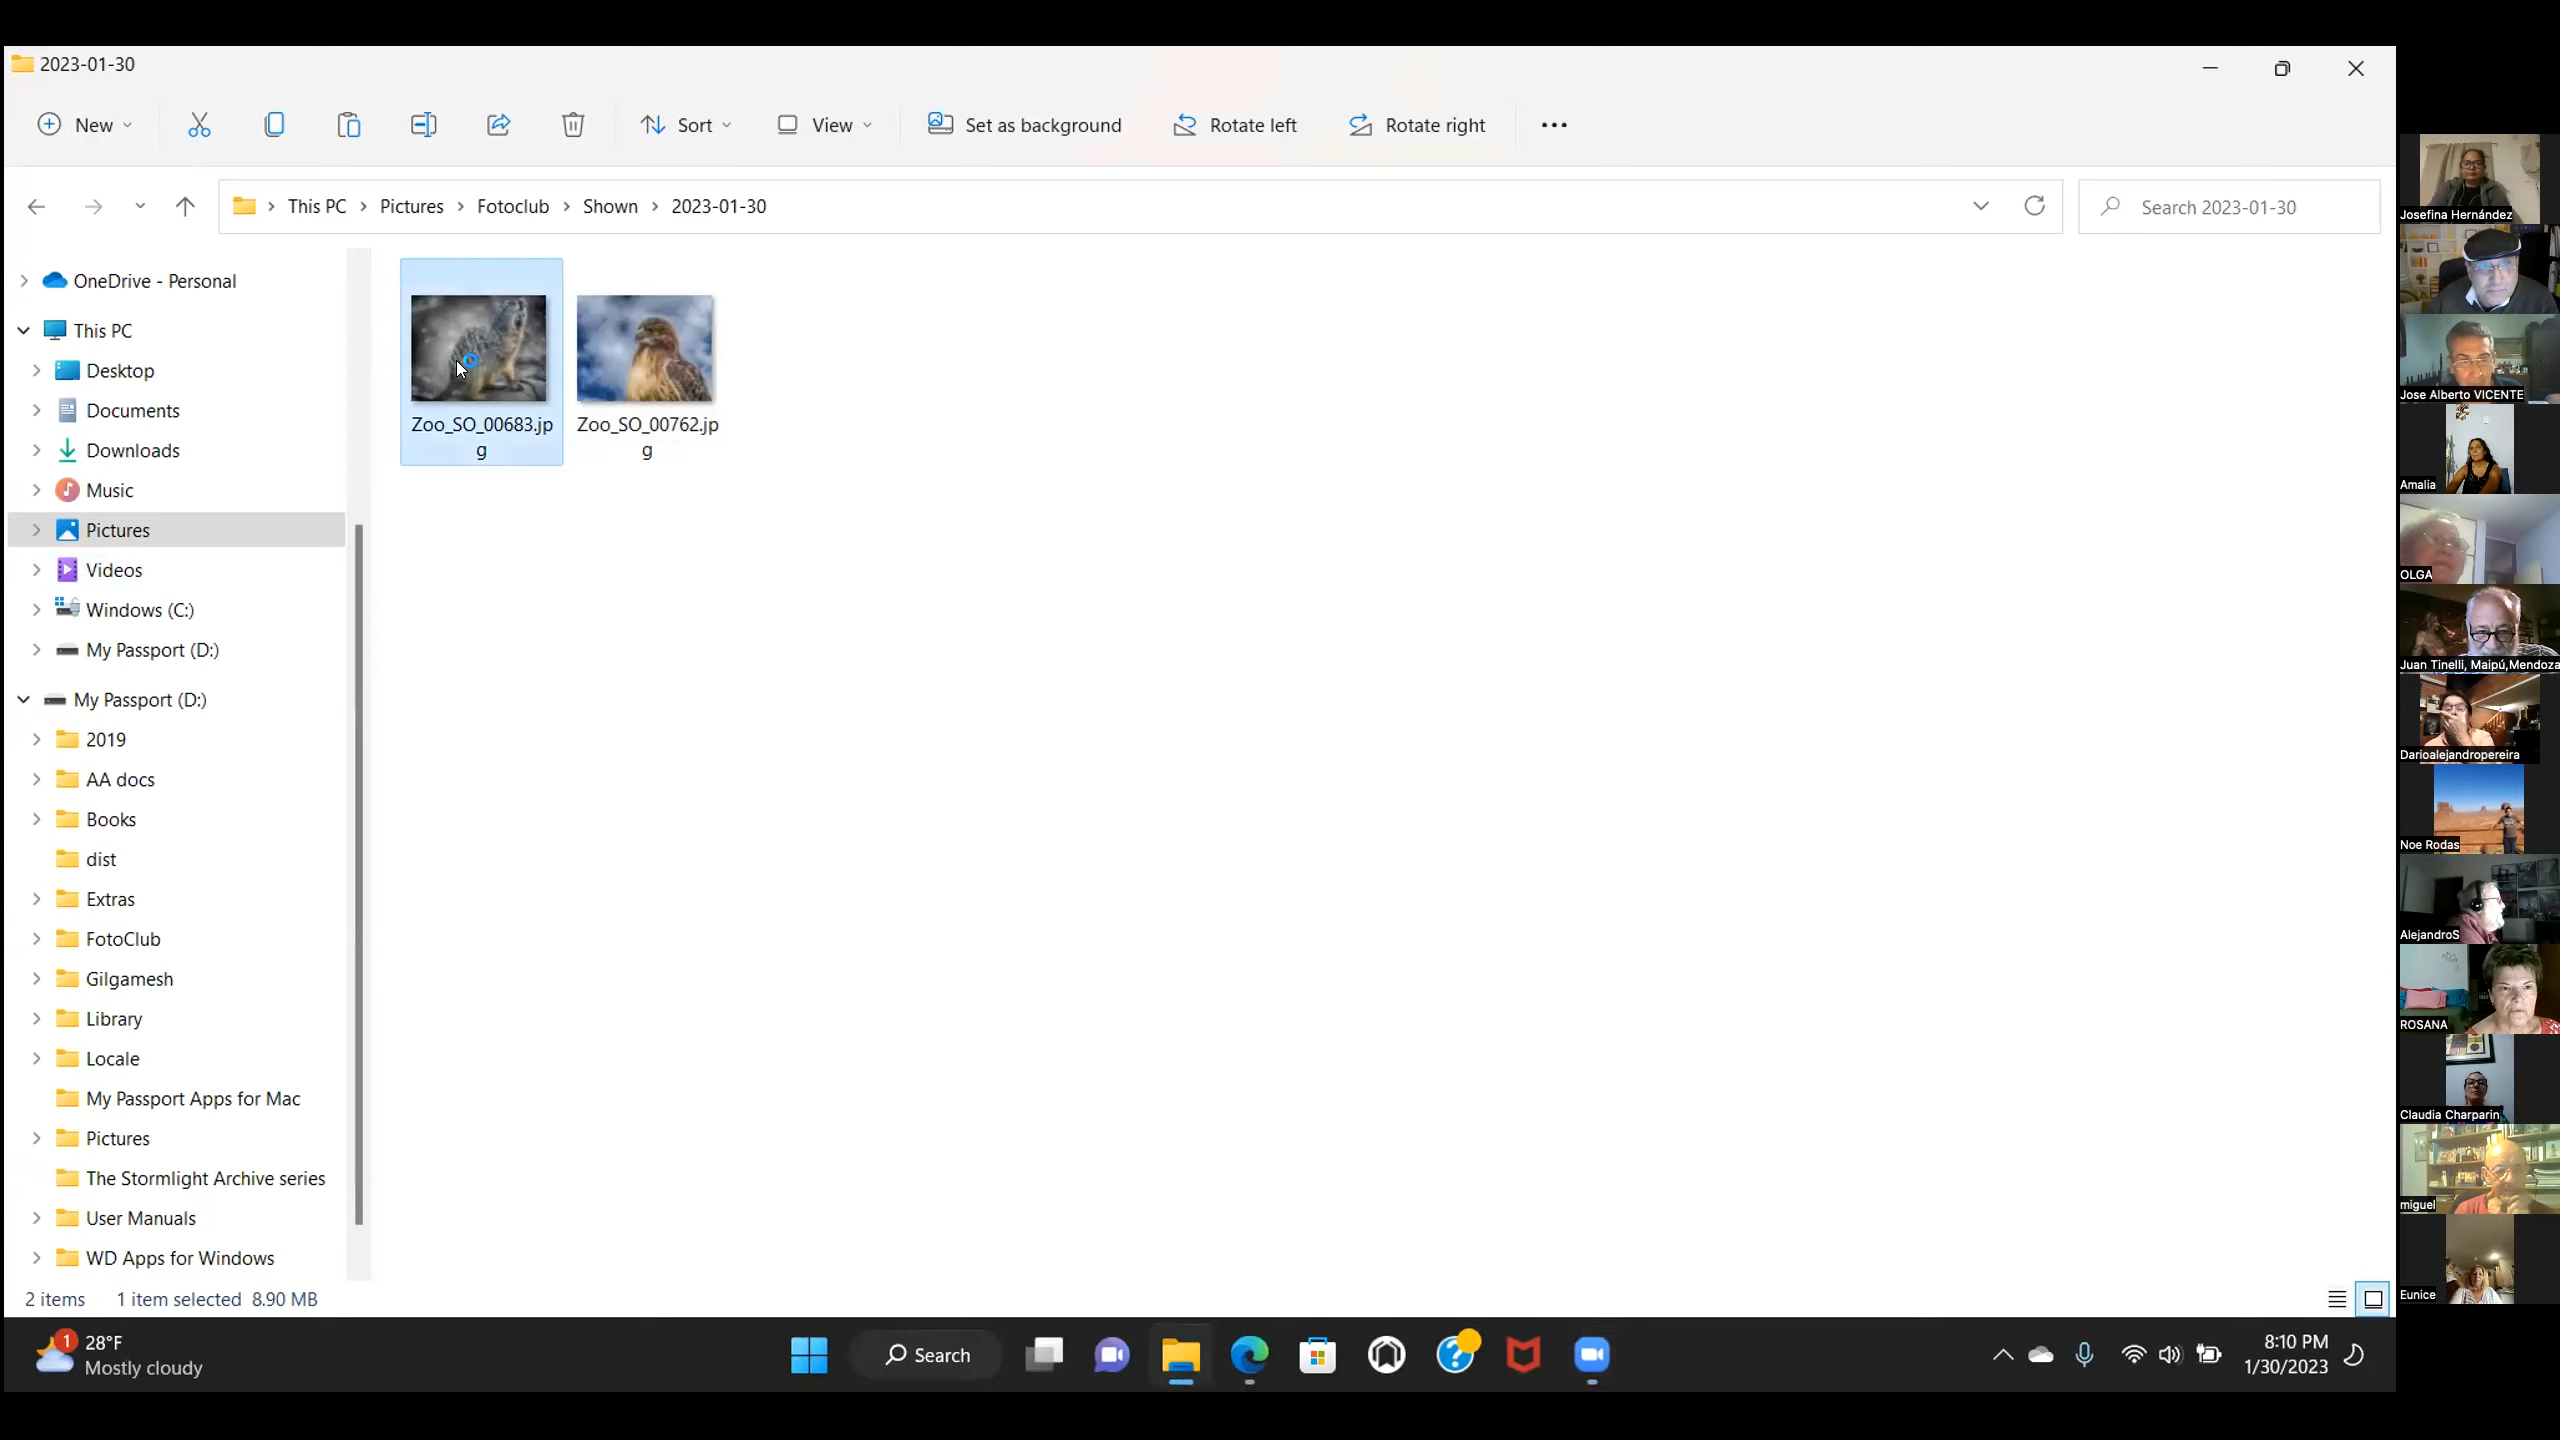 2023-01-30
New
Sort
View
Set as background
Rotate left
Rotate right
This PC
Pictures
Fotoclub
Shown
2023-01-30
Search 2023-01-30
OneDrive - Personal
This PC
Desktop
Documents
Downloads
Music
Pictures
Videos
Windows (C:)
My Passport (D:)
My Passport (D:)
2019
AA docs
Books
dist
Extras
FotoClub
Gilgamesh
Library
Locale
My Passport Apps for Mac
Pictures
The Stormlight Archive series
User Manuals
WD Apps for Windows
Zoo_SO_00683.jp
g
Zoo_SO_00762.jp
g
2 items 1 item selected 8.90 MB
1
28°F
Mostly cloudy
Search
8:10 PM
1/30/2023
Josefina Hernández
Jose Alberto VICENTE
Amalia
OLGA
Juan Tinelli, Maipú,Mendoza
Darioalejandropereira
Noe Rodas
AlejandroS
ROSANA
Claudia Charparin
miguel
Eunice